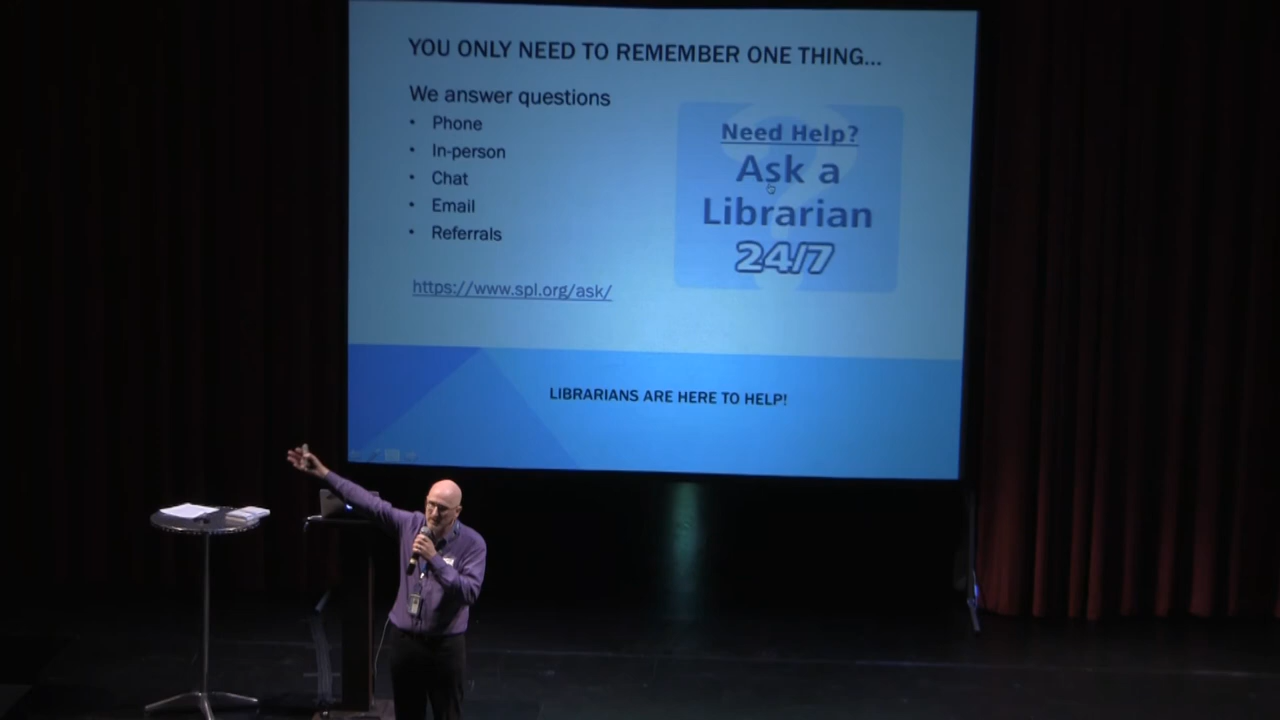 YOU ONLY NEED TO REMEMBER ONE THING...
We answer questions
• Phone
• In-person
• Chat
• Email
• Referrals
https://www.spl.org/ask/
Need Help?
Ask a
Librarian
24/7
LIBRARIANS ARE HERE TO HELP!